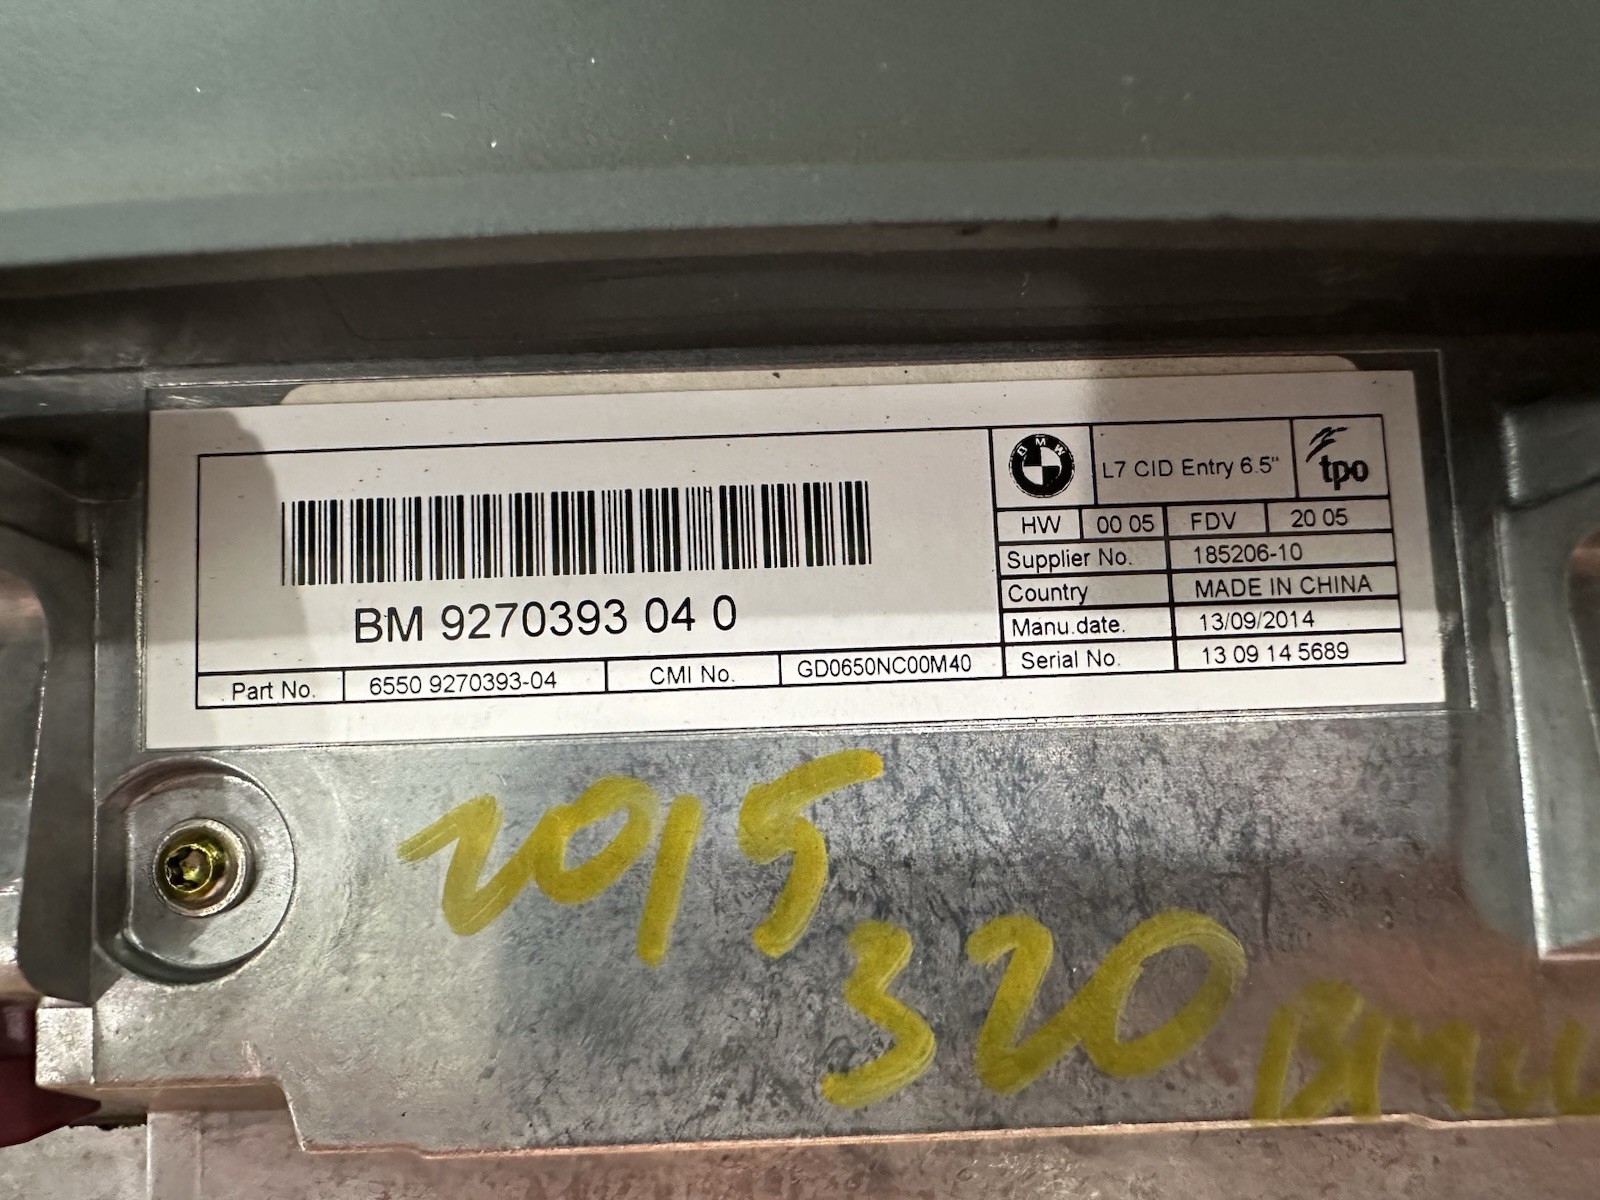 BMW
L7 CID Entry 6.5"
tpo
HW 00 05 FDV 20 05
Supplier No. 185206-10
Country MADE IN CHINA
Manu.date. 13/09/2014
Serial No. 13 09 14 5689
BM 9270393 04 0
Part No. 6550 9270393-04 CMI No. GD0650NC00M40
2015
320
BMW